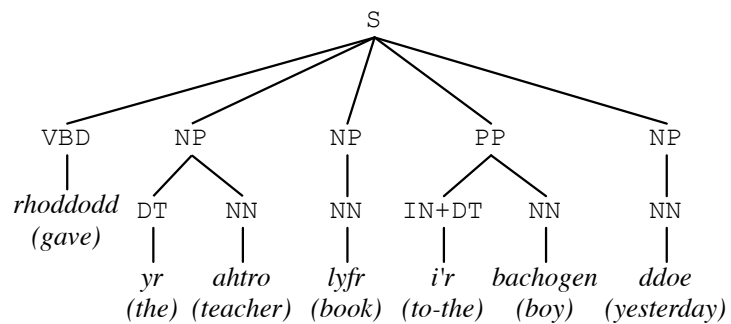 S
VBD NP NP PP NP
rhoddodd DT NN NN IN+DT NN NN
(gave)
yr ahtro lyfr i'r bachogen ddoe
(the) (teacher) (book) (to-the) (boy) (yesterday)